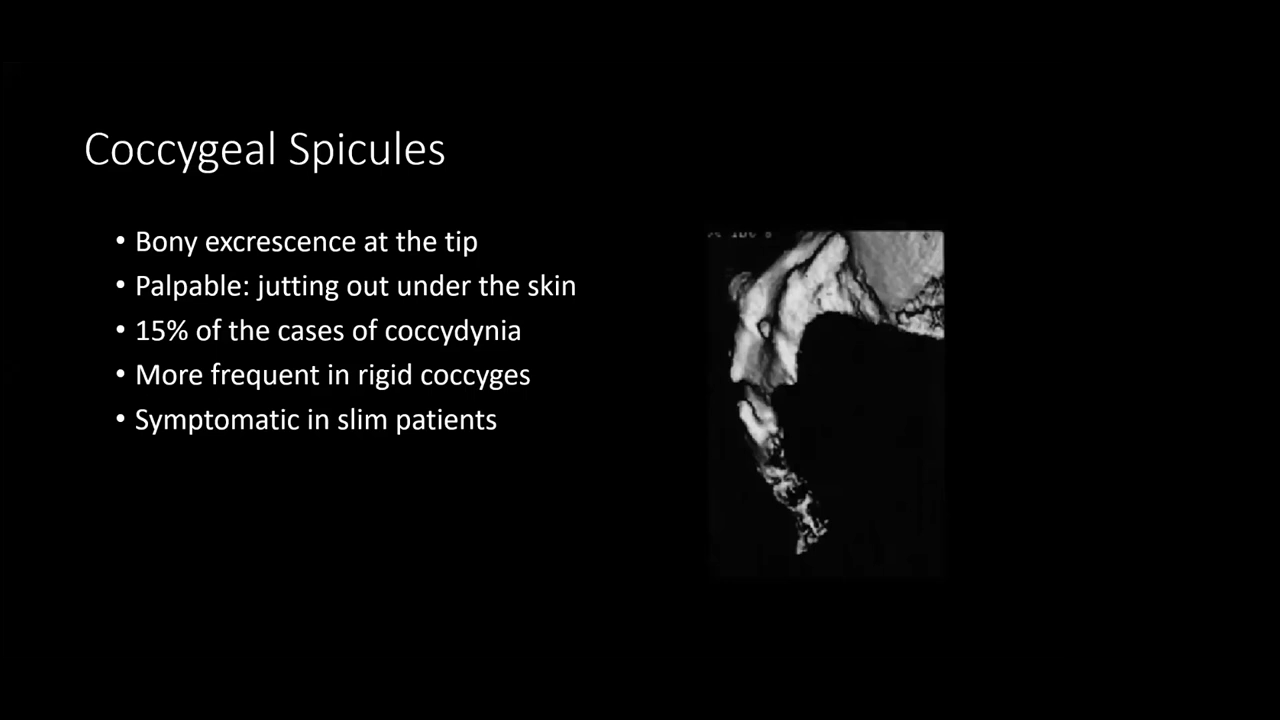 Coccygeal Spicules
• Bony excrescence at the tip
• Palpable: jutting out under the skin
• 15% of the cases of coccydynia
• More frequent in rigid coccyges
• Symptomatic in slim patients